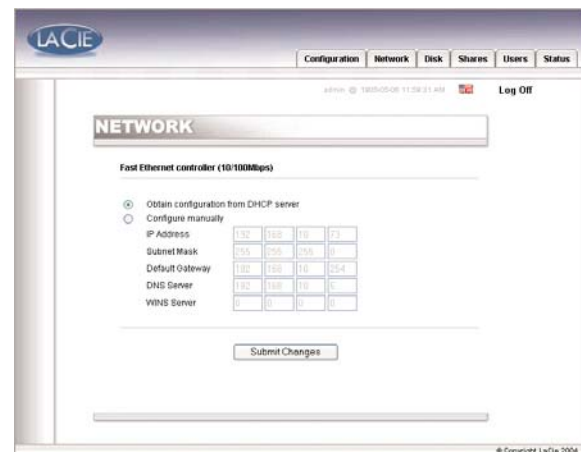 LACIE
Configuration Network Disk Shares Users Status
Log Off
NETWORK
Fast Ethernet controller (10/100Mbps)
Obtain configuration from DHCP server
Configure manually
IP Address 192 168 10 73
Subnet Mask 255 255 255 0
Default Gateway 192 168 10 254
DNS Server 192 168 10
WINS Server 0 0 0 0
Submit Changes
© Copyright LaCie 2004